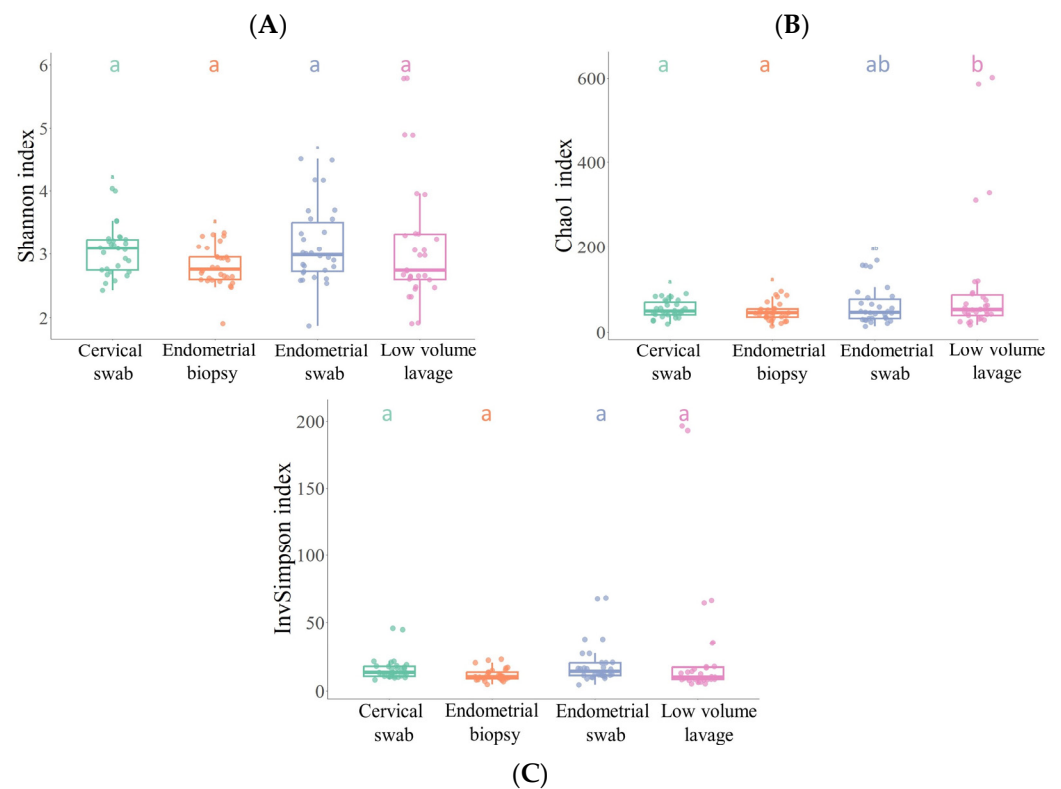 (A)
(B)
6
5
4
3
2
Shannon index
a a a a
Cervical swab
Endometrial biopsy
Endometrial swab
Low volume lavage
600
400
200
0
Chao1 index
a a ab b
Cervical swab
Endometrial biopsy
Endometrial swab
Low volume lavage
200
150
100
50
0
InvSimpson index
a a a a
Cervical swab
Endometrial biopsy
Endometrial swab
Low volume lavage
(C)